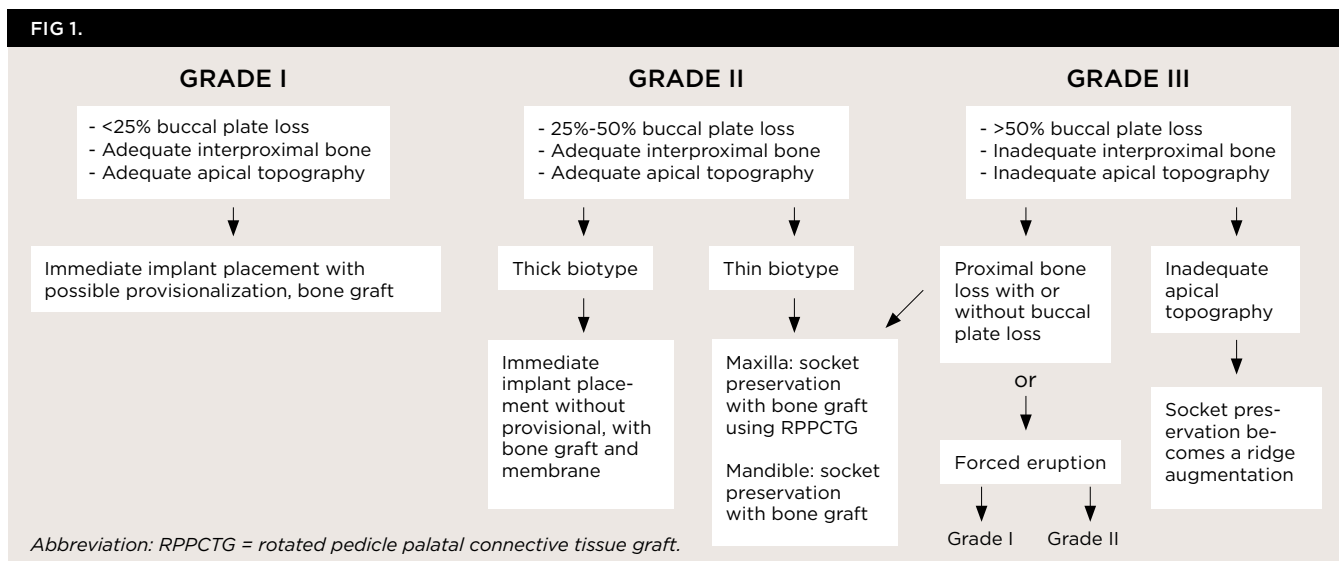 FIG 1.
GRADE I
- <25% buccal plate loss
- Adequate interproximal bone
- Adequate apical topography
Immediate implant placement with
possible provisionalization, bone graft
GRADE II
- 25%-50% buccal plate loss
- Adequate interproximal bone
- Adequate apical topography
Thick biotype
Immediate
implant place-
ment without
provisional, with
bone graft and
membrane
Thin biotype
Maxilla: socket
preservation
with bone graft
using RPPCTG
Mandible: socket
preservation
with bone graft
GRADE III
- >50% buccal plate loss
- Inadequate interproximal bone
- Inadequate apical topography
Proximal bone
loss with or
without buccal
plate loss
or
Forced eruption
Grade I
Grade II
Inadequate
apical
topography
Socket pres-
ervation be-
comes a ridge
augmentation
Abbreviation: RPPCTG = rotated pedicle palatal connective tissue graft.